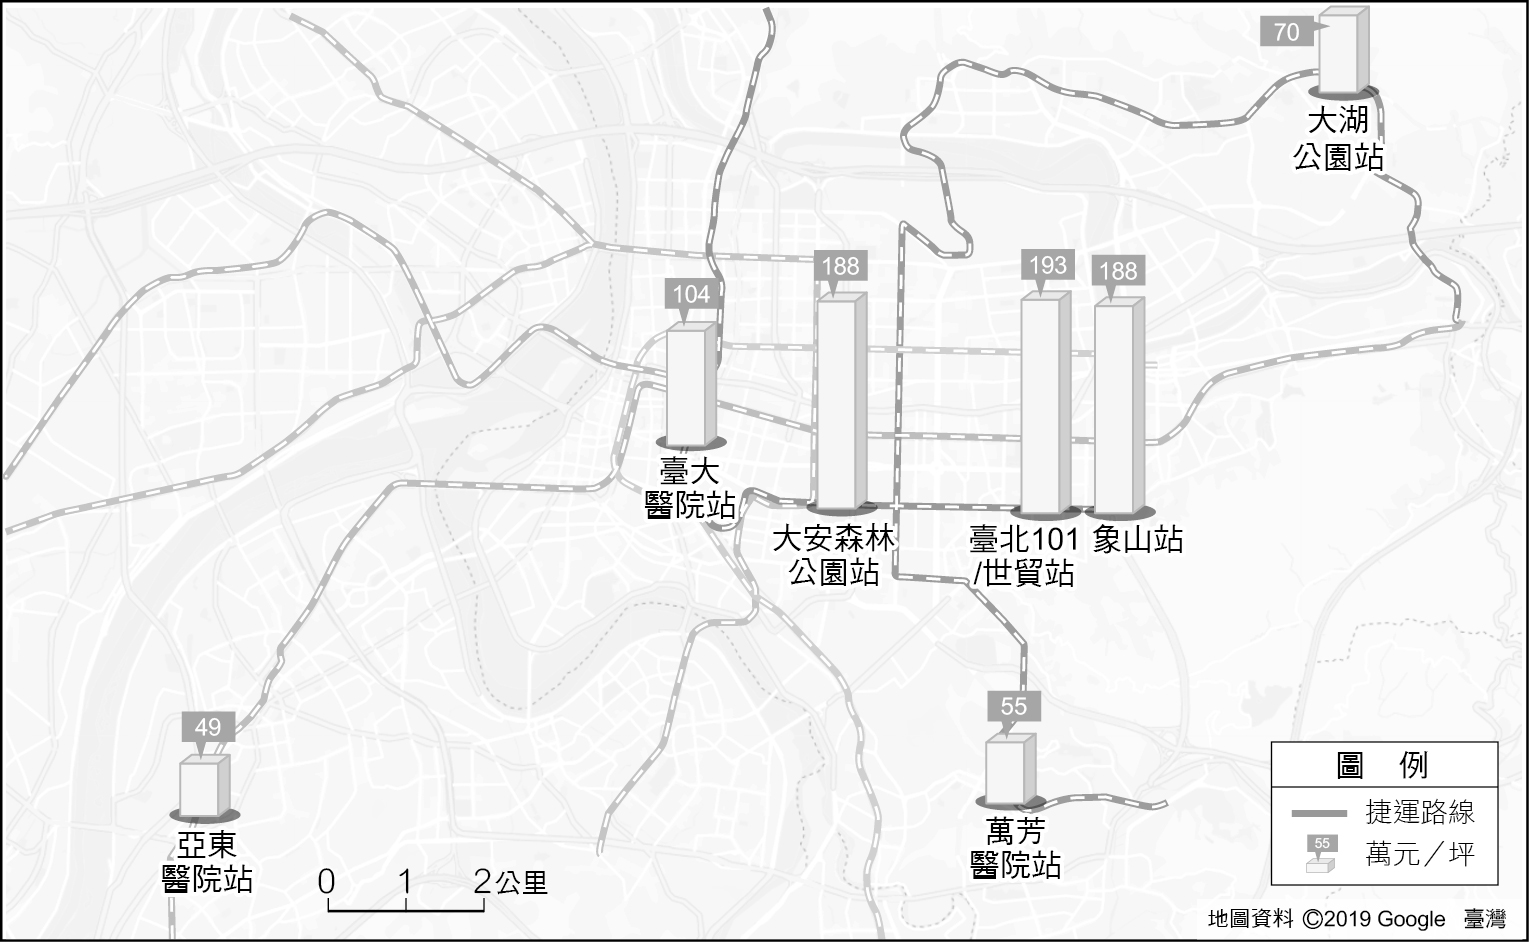 70
大湖
公園站
188
193
188
104
臺大
醫院站
大安森林
公園站
臺北101
/世貿站
象山站
49
亞東
醫院站
55
萬芳
醫院站
0 1 2公里
圖 例
捷運路線
55
萬元／坪
地圖資料 ©2019 Google 臺灣